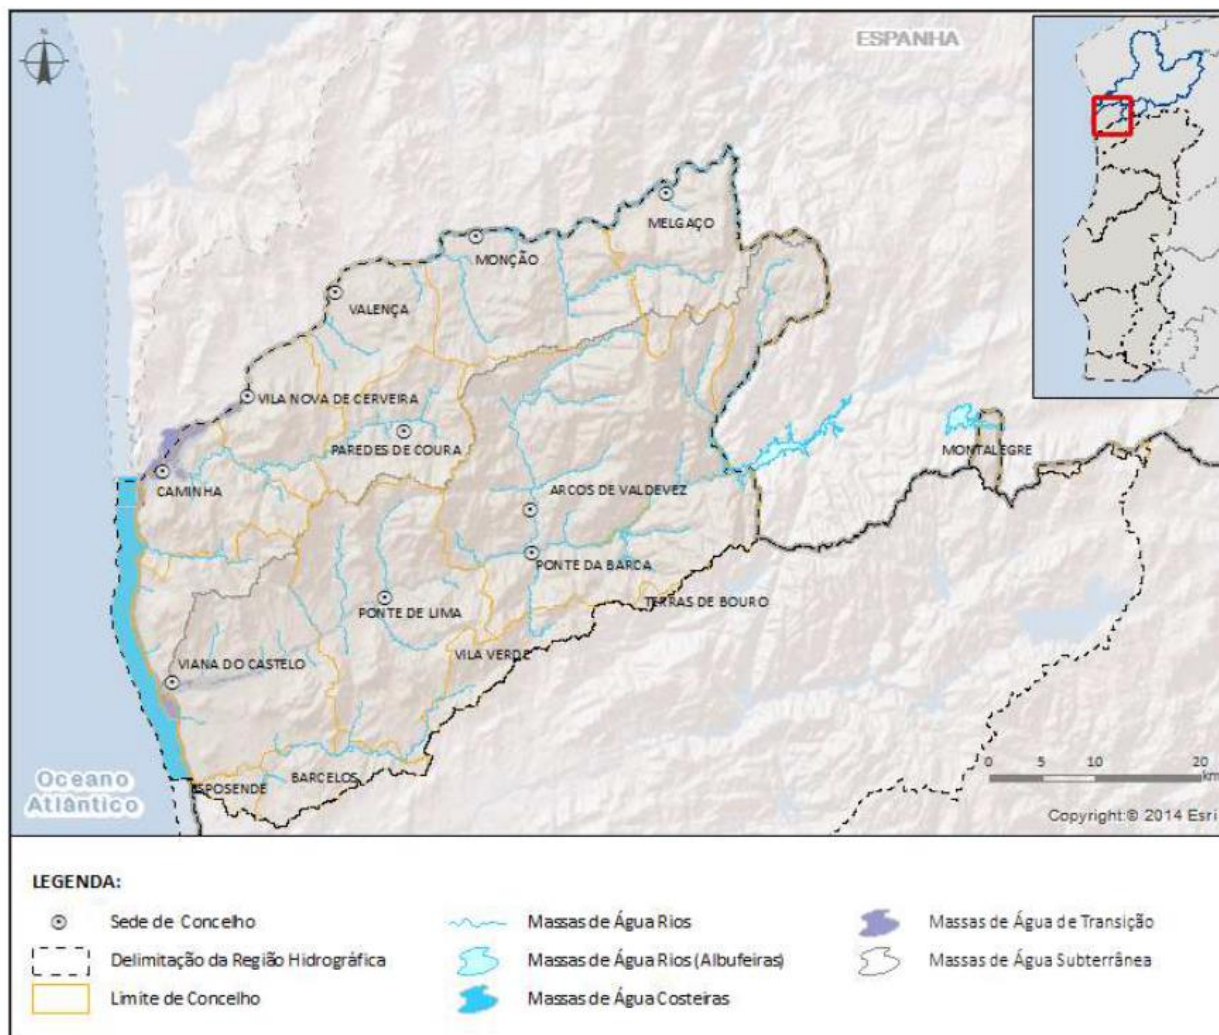 N
ESPANHA
MELGAÇO
MONÇÃO
VALENÇA
VILA NOVA DE CERVEIRA
PAREDES DE COURA
MONTALEGRE
CAMINHA
ARCOS DE VALDEVEZ
PONTE DA BARCA
TERRAS DE BOURO
PONTE DE LIMA
VILA VERDE
VIANA DO CASTELO
BARCELOS
ESPOSENDE
Oceano
Atlântico
0 5 10 20
km
Copyright:© 2014 Esri
LEGENDA:
Sede de Concelho
Delimitação da Região Hidrográfica
Limite de Concelho
Massas de Água Rios
Massas de Água Rios (Albufeiras)
Massas de Água Costeiras
Massas de Água de Transição
Massas de Água Subterrânea